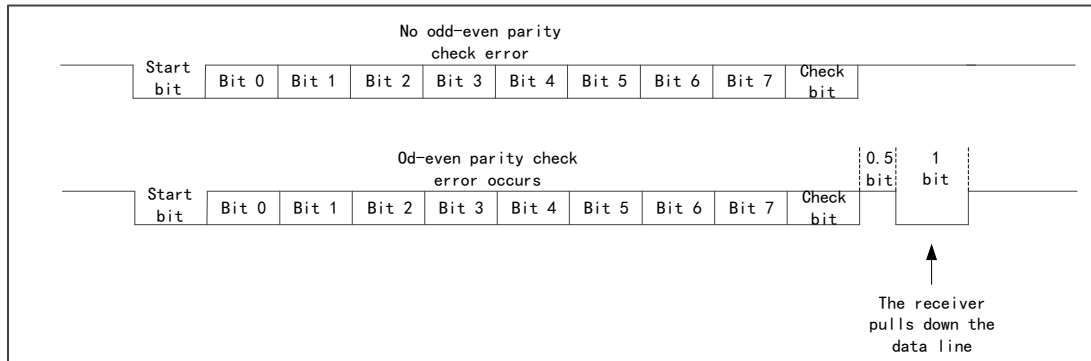 No odd-even parity
check error
Start
bit
Bit 0 Bit 1 Bit 2 Bit 3 Bit 4 Bit 5 Bit 6 Bit 7
Check
bit
Od-even parity check
error occurs
0.5
bit
1
bit
Start
bit
Bit 0 Bit 1 Bit 2 Bit 3 Bit 4 Bit 5 Bit 6 Bit 7
Check
bit
The receiver
pulls down the
data line